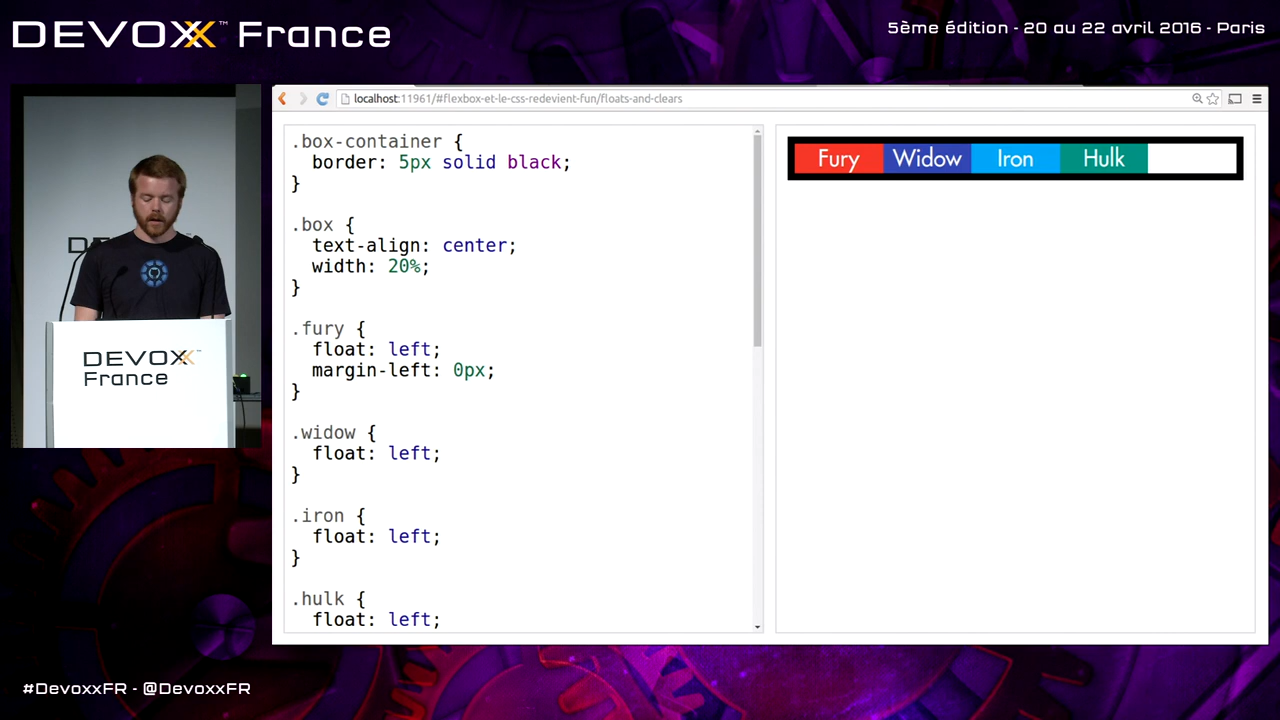 DEVOXX™ France
5ème édition - 20 au 22 avril 2016 - Paris
localhost:11961/#flexbox-et-le-css-redevient-fun/floats-and-clears
.box-container {
border: 5px solid black;
}
.box {
text-align: center;
width: 20%;
}
.fury {
float: left;
margin-left: 0px;
}
.widow {
float: left;
}
.iron {
float: left;
}
.hulk {
float: left;
Fury Widow Iron Hulk
DEVOXX™
France
#DevoxxFR - @DevoxxFR